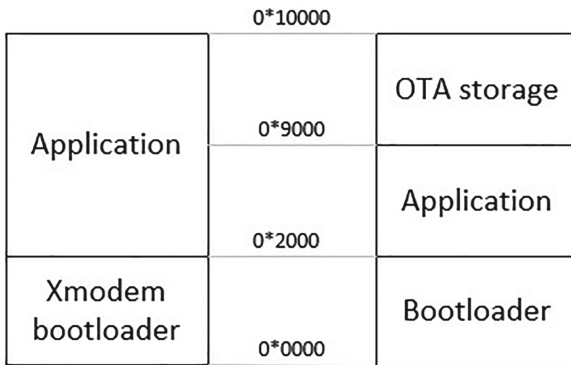 0*10000
OTA storage
Application
0*9000
Application
0*2000
Xmodem
bootloader
Bootloader
0*0000